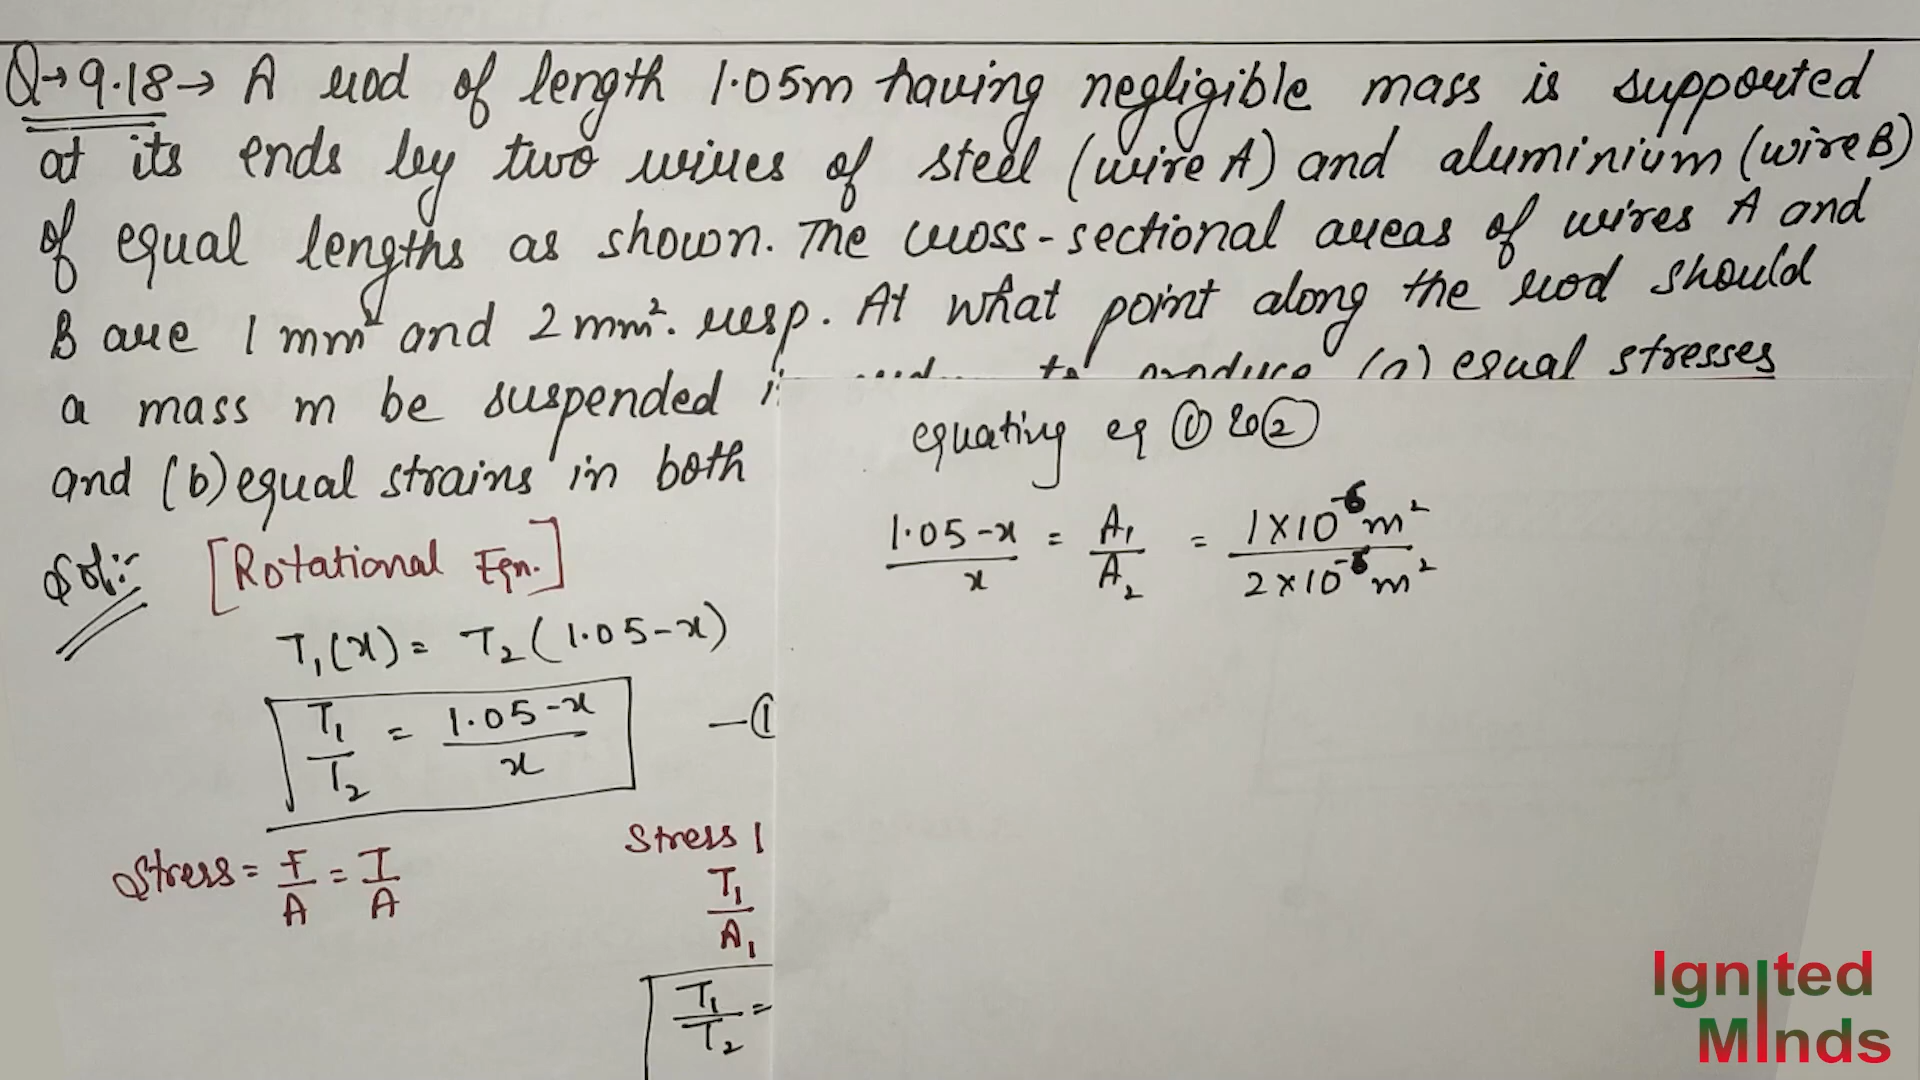 Q→9.18→ A rod of length 1.05m having negligible mass is supported
at its ends by two wires of steel (wire A) and aluminium (wire B)
of equal lengths as shown. The cross-sectional areas of wires A and
B are 1 mm² and 2 mm². resp. At what point along the rod should
a mass m be suspended to produce (a) equal stresses
and (b) equal strains in both
Sol:-
[Rotational Eqn.]
T₁(x) = T₂(1.05-x)
T₁/T₂ = 1.05-x/x —①
Stress = F/A = T/A
Stress 1
T₁/A₁
T₁/T₂ =
equating eq ① & ②
1.05-x/x = A₁/A₂ = 1×10⁻⁶m²/2×10⁻⁶m²
Ignited
Minds